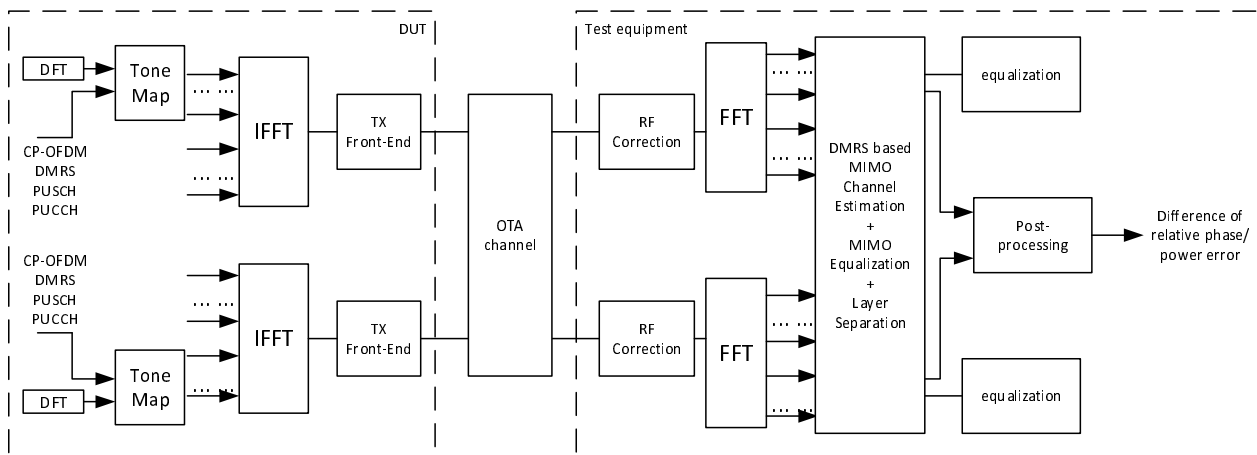 DUT
DFT
Tone
Map
CP-OFDM
DMRS
PUSCH
PUCCH
... ...
... ...
IFFT
TX
Front-End
CP-OFDM
DMRS
PUSCH
PUCCH
DFT
Tone
Map
... ...
... ...
IFFT
TX
Front-End
OTA
channel
Test equipment
RF
Correction
FFT
... ...
... ...
RF
Correction
FFT
... ...
... ...
DMRS based
MIMO
Channel
Estimation
+
MIMO
Equalization
+
Layer
Separation
equalization
Post-
processing
equalization
Difference of
relative phase/
power error